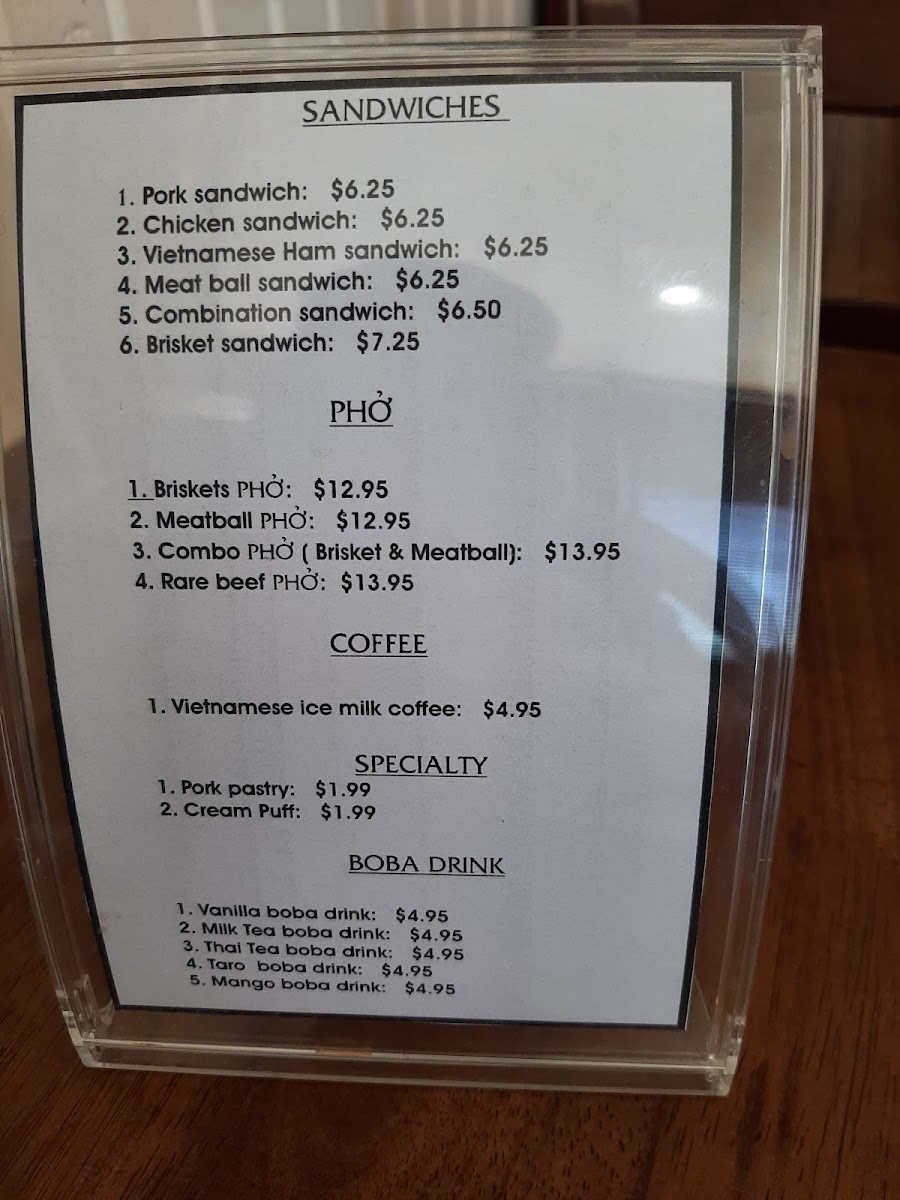 SANDWICHES
1. Pork sandwich: $6.25
2. Chicken sandwich: $6.25
3. Vietnamese Ham sandwich: $6.25
4. Meat ball sandwich: $6.25
5. Combination sandwich: $6.50
6. Brisket sandwich: $7.25
PHỞ
1. Briskets PHỞ: $12.95
2. Meatball PHỞ: $12.95
3. Combo PHỞ ( Brisket & Meatball): $13.95
4. Rare beef PHỞ: $13.95
COFFEE
1. Vietnamese ice milk coffee: $4.95
SPECIALTY
1. Pork pastry: $1.99
2. Cream Puff: $1.99
BOBA DRINK
1. Vanilla boba drink: $4.95
2. Milk Tea boba drink: $4.95
3. Thai Tea boba drink: $4.95
4. Taro boba drink: $4.95
5. Mango boba drink: $4.95